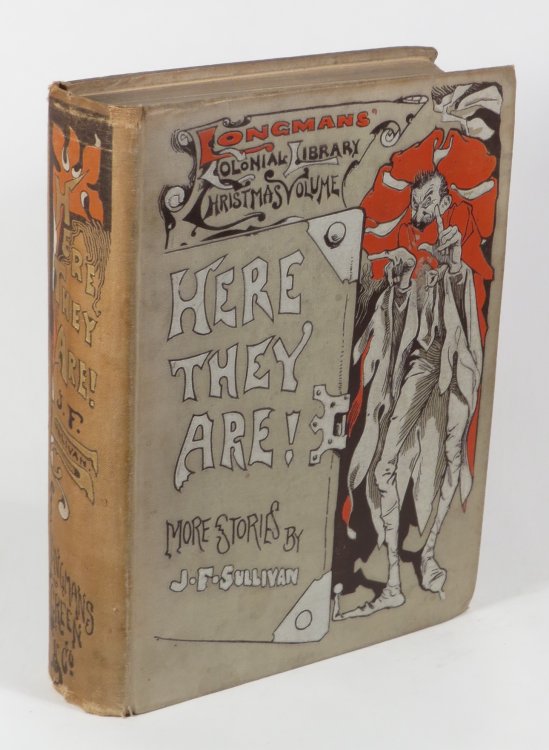 LONGMANS'
COLONIAL LIBRARY
CHRISTMAS VOLUME
HERE
THEY
ARE!
MORE STORIES BY
J.F. SULLIVAN
HERE
THEY
ARE!
J.F.
SULLIVAN
LONGMANS
GREEN
& Co